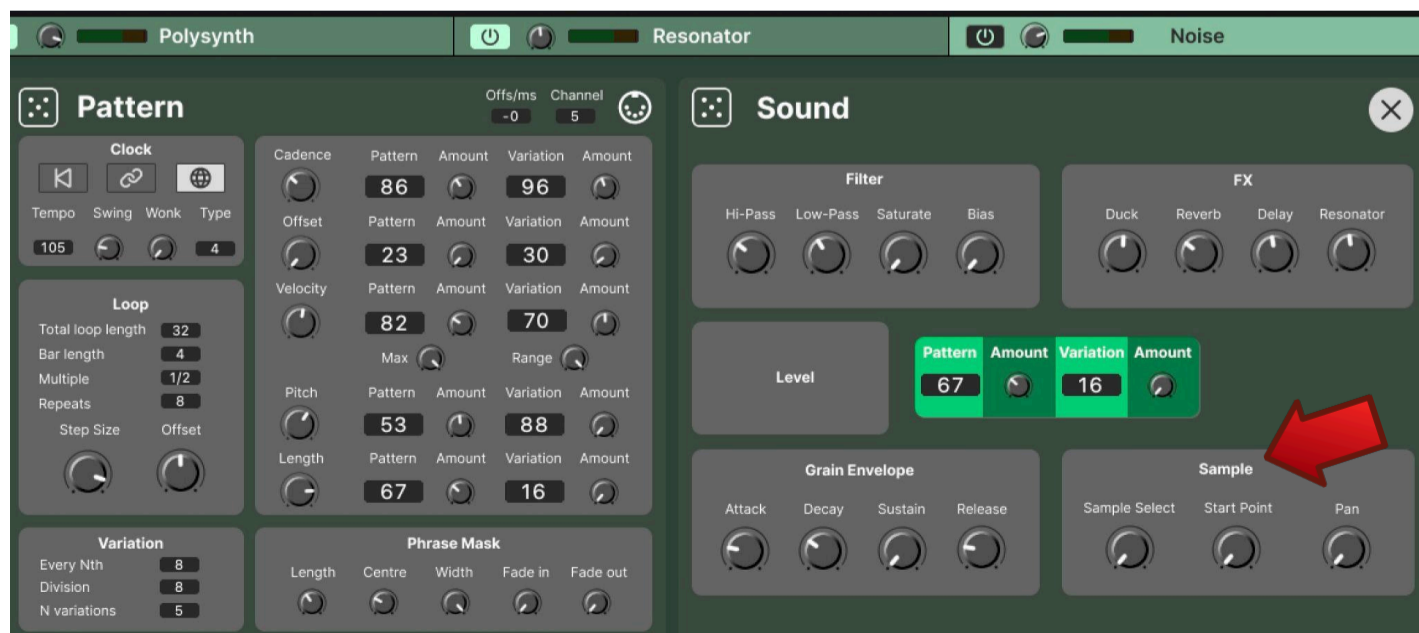 Polysynth
Resonator
Noise
Pattern
Offs/ms Channel
-0 5
Clock
Tempo Swing Wonk Type
105 4
Loop
Total loop length 32
Bar length 4
Multiple 1/2
Repeats 8
Step Size Offset
Variation
Every Nth 8
Division 8
N variations 5
Cadence Pattern Amount Variation Amount
86 96
Offset Pattern Amount Variation Amount
23 30
Velocity Pattern Amount Variation Amount
82 70
Max Range
Pitch Pattern Amount Variation Amount
53 88
Length Pattern Amount Variation Amount
67 16
Phrase Mask
Length Centre Width Fade in Fade out
Sound
Filter
Hi-Pass Low-Pass Saturate Bias
FX
Duck Reverb Delay Resonator
Level
Pattern Amount Variation Amount
67 16
Grain Envelope
Attack Decay Sustain Release
Sample
Sample Select Start Point Pan